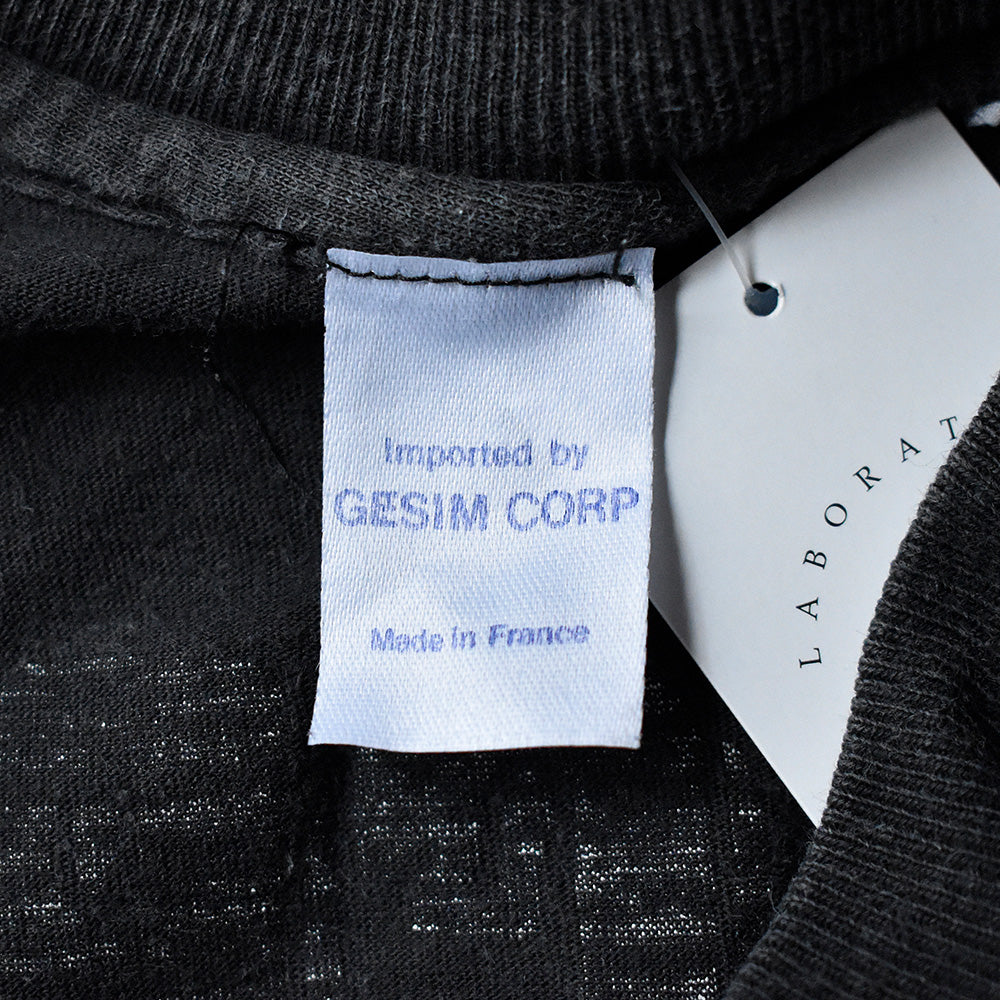 Imported by
GESIM CORP
Made in France
LABORAT